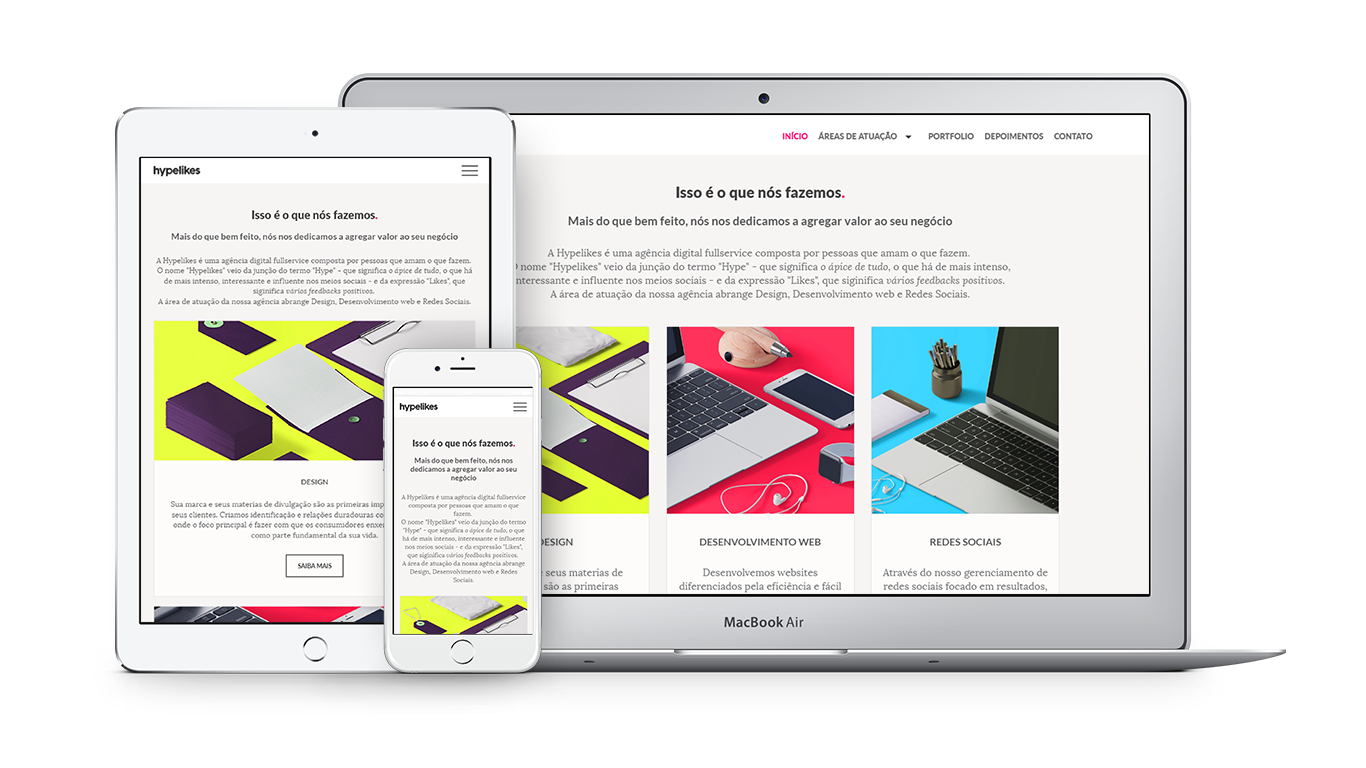 hypelikes
Isso é o que nós fazemos.
Mais do que bem feito, nós nos dedicamos a agregar valor ao seu negócio
A Hypelikes é uma agência digital fullservice composta por pessoas que amam o que fazem.
O nome "Hypelikes" veio da junção do termo "Hype" - que significa o ápice de tudo, o que há
de mais intenso, interessante e influente nos meios sociais - e da expressão "Likes", que
siginifica vários feedbacks positivos.
A área de atuação da nossa agência abrange Design, Desenvolvimento web e Redes Sociais.
DESIGN
Sua marca e seus materias de divulgação são as primeiras
seus clientes. Criamos identificação e relações duradouras
onde o foco principal é fazer com que os consumidores
como parte fundamental da sua vida.
SAIBA MAIS
hypelikes
Isso é o que nós fazemos.
Mais do que bem feito, nós nos
dedicamos a agregar valor ao seu
negócio
A Hypelikes é uma agência digital fullservice
composta por pessoas que amam o que
fazem.
O nome "Hypelikes" veio da junção do termo
"Hype" - que significa o ápice de tudo, o que
há de mais intenso, interessante e influente
nos meios sociais - e da expressão "Likes",
que siginifica vários feedbacks positivos.
A área de atuação da nossa agência abrange
Design, Desenvolvimento web e Redes
Sociais.
INÍCIO ÁREAS DE ATUAÇÃO PORTFOLIO DEPOIMENTOS CONTATO
Isso é o que nós fazemos.
Mais do que bem feito, nós nos dedicamos a agregar valor ao seu negócio
A Hypelikes é uma agência digital fullservice composta por pessoas que amam o que fazem.
nome "Hypelikes" veio da junção do termo "Hype" - que significa o ápice de tudo, o que há de mais intenso,
interessante e influente nos meios sociais - e da expressão "Likes", que siginifica vários feedbacks positivos.
A área de atuação da nossa agência abrange Design, Desenvolvimento web e Redes Sociais.
DESIGN
e seus materias de
são as primeiras
DESENVOLVIMENTO WEB
Desenvolvemos websites
diferenciados pela eficiência e fácil
REDES SOCIAIS
Através do nosso gerenciamento de
redes sociais focado em resultados,
MacBook Air